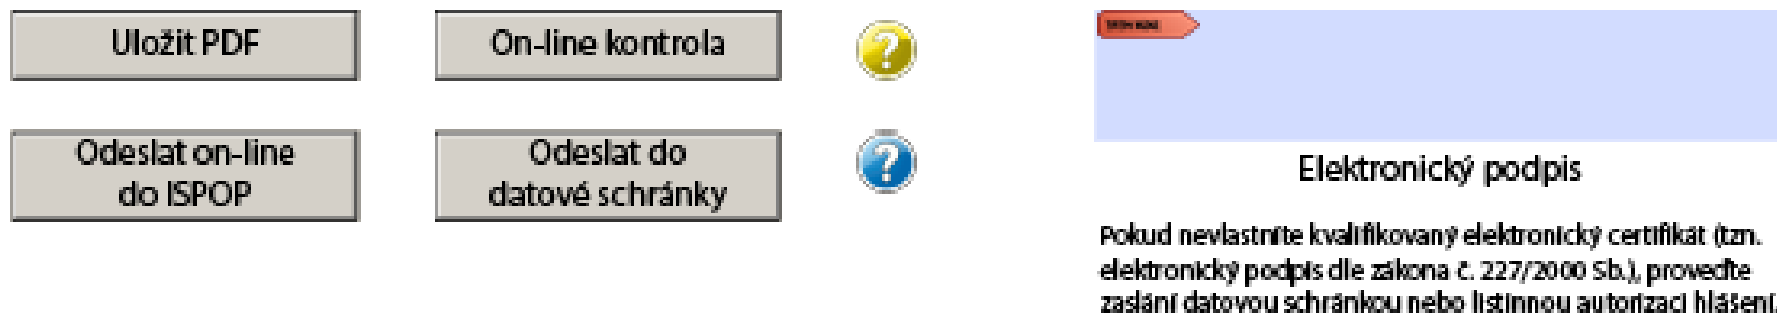 Uložit PDF
On-line kontrola
Odeslat on-line
do ISPOP
Odeslat do
datové schránky
Elektronický podpis
Pokud nevlastníte kvalifikovaný elektronický certifikát (tzn.
elektronický podpis dle zákona č. 227/2000 Sb.), proveďte
zaslání datovou schránkou nebo listinnou autorizaci hlášení.